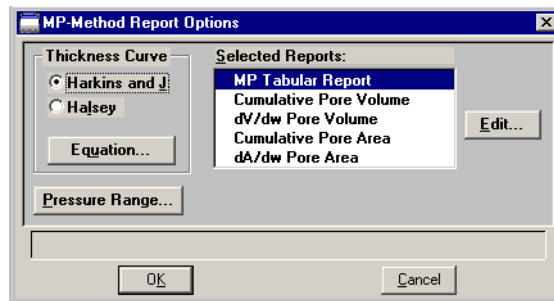 MP-Method Report Options
Thickness Curve
Harkins and J
Halsey
Equation...
Pressure Range...
Selected Reports:
MP Tabular Report
Cumulative Pore Volume
dV/dw Pore Volume
Cumulative Pore Area
dA/dw Pore Area
Edit...
OK
Cancel